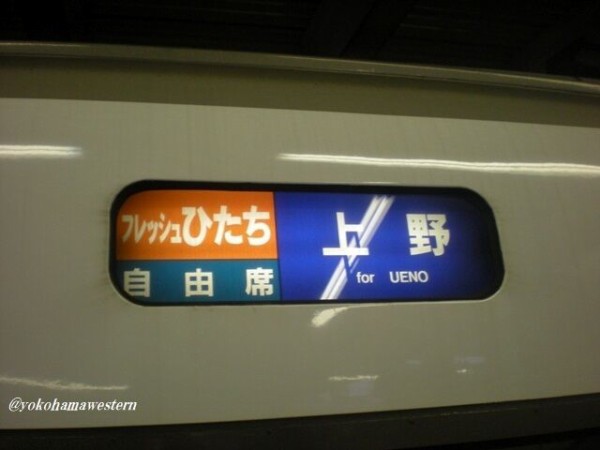 フレッシュひたち
自由席
上野
for UENO
@yokohamawestern